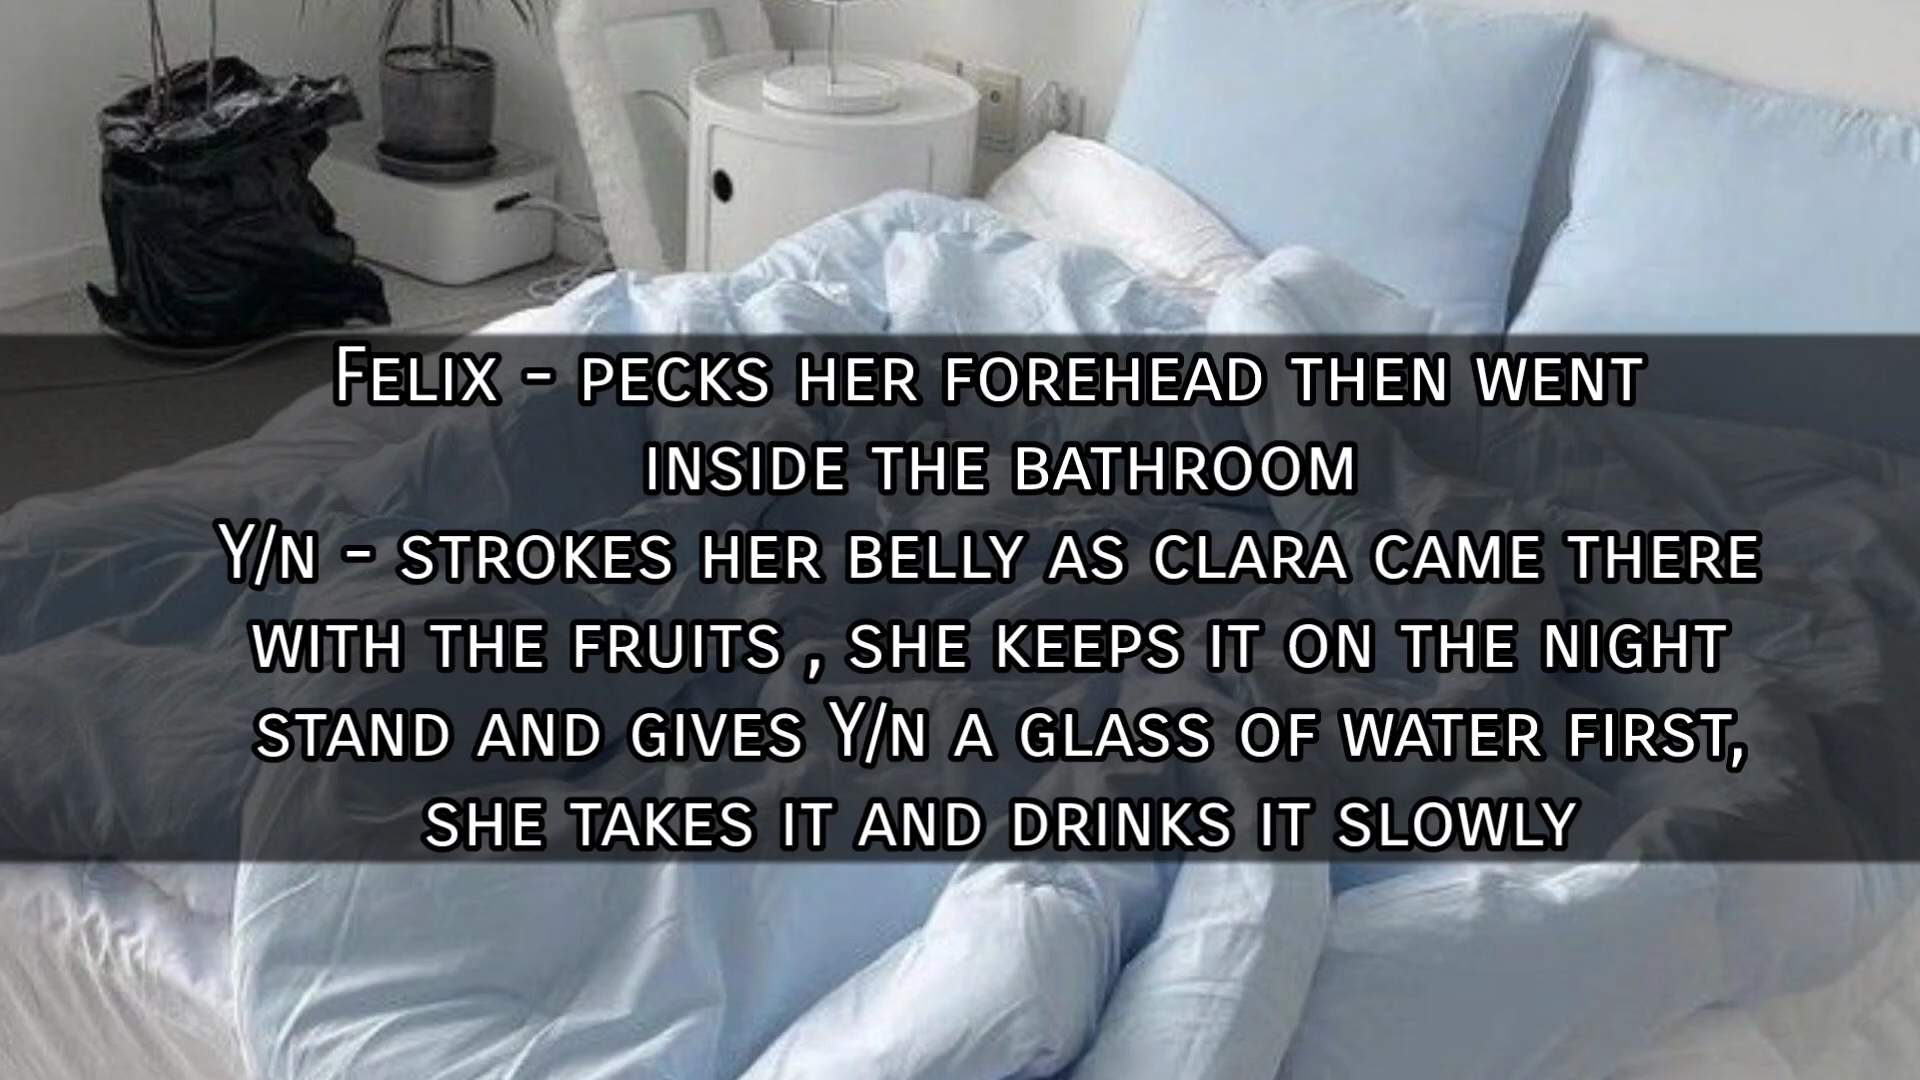 Felix - pecks her forehead then went
inside the bathroom
Y/n - strokes her belly as clara came there
with the fruits , she keeps it on the night
stand and gives Y/n a glass of water first,
she takes it and drinks it slowly